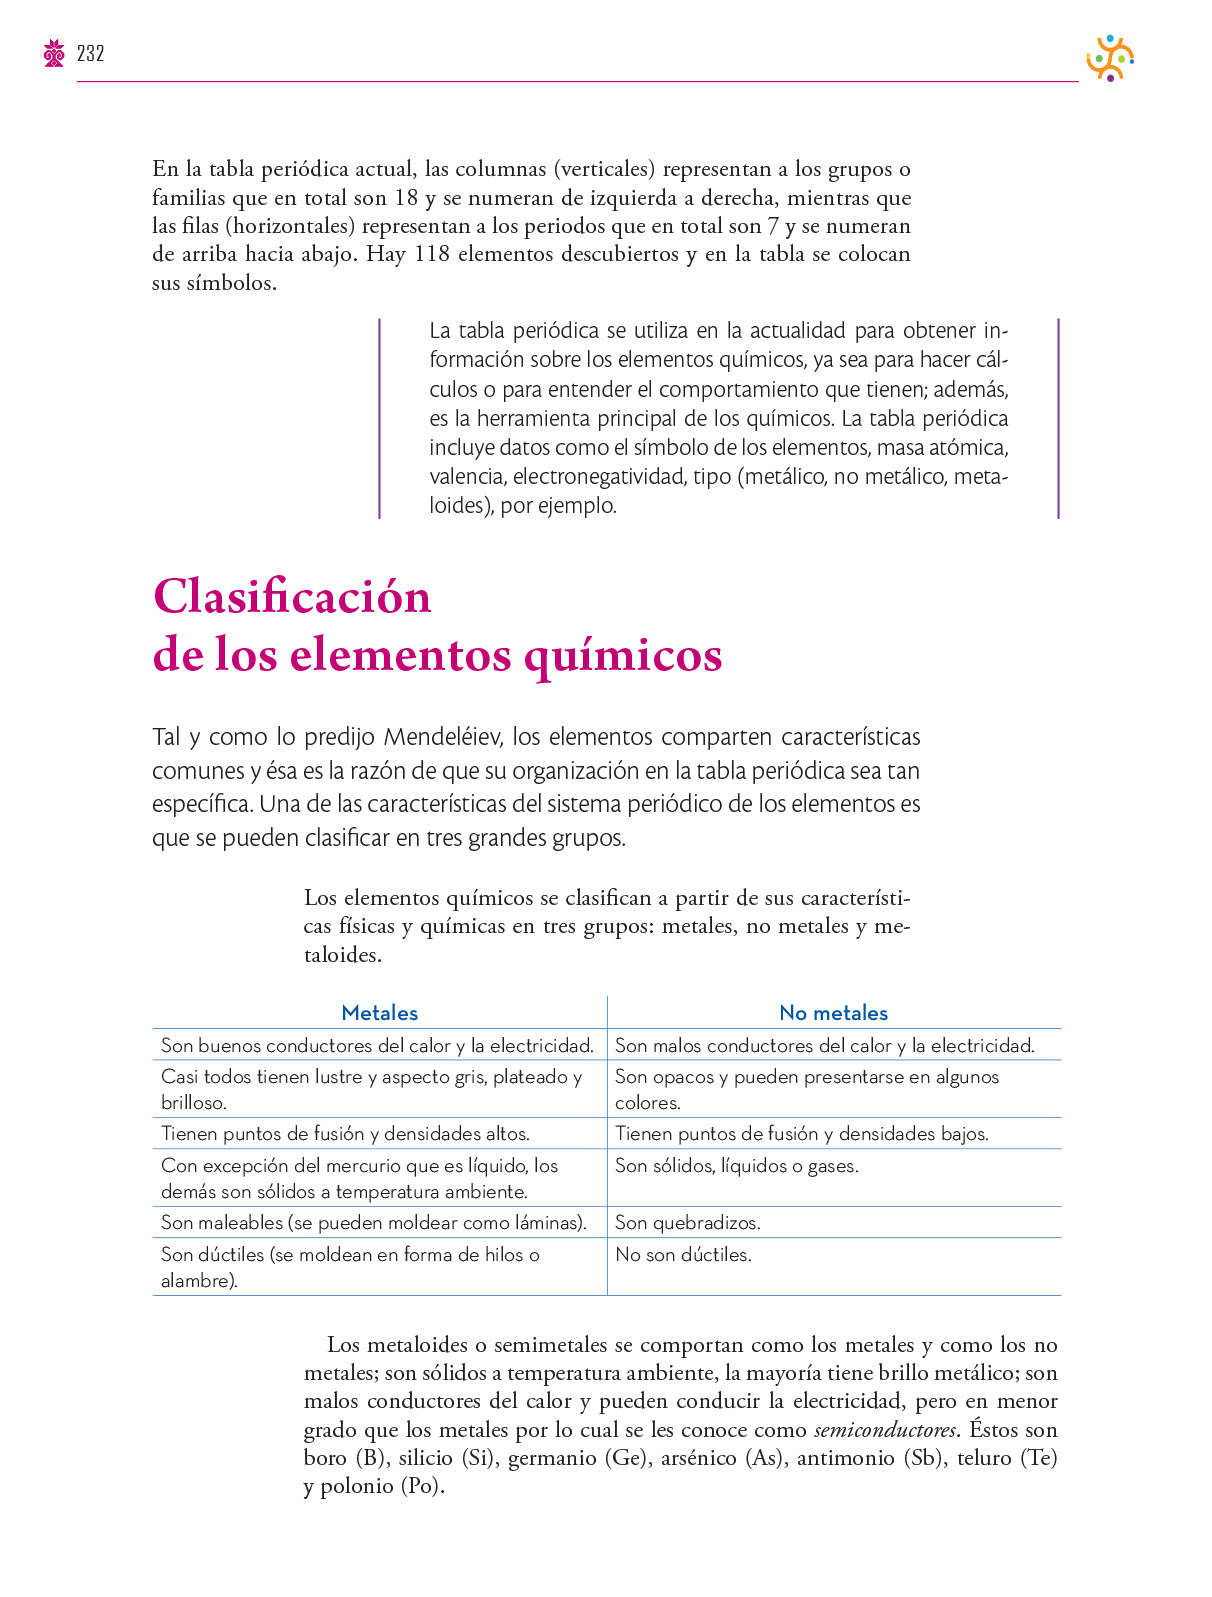 232
En la tabla periódica actual, las columnas (verticales) representan a los grupos o
familias que en total son 18 y se numeran de izquierda a derecha, mientras que
las filas (horizontales) representan a los periodos que en total son 7 y se numeran
de arriba hacia abajo. Hay 118 elementos descubiertos y en la tabla se colocan
sus símbolos.
La tabla periódica se utiliza en la actualidad para obtener in-
formación sobre los elementos químicos, ya sea para hacer cál-
culos o para entender el comportamiento que tienen; además,
es la herramienta principal de los químicos. La tabla periódica
incluye datos como el símbolo de los elementos, masa atómica,
valencia, electronegatividad, tipo (metálico, no metálico, meta-
loides), por ejemplo.
Clasificación
de los elementos químicos
Tal y como lo predijo Mendeléiev, los elementos comparten características
comunes y ésa es la razón de que su organización en la tabla periódica sea tan
específica. Una de las características del sistema periódico de los elementos es
que se pueden clasificar en tres grandes grupos.
Los elementos químicos se clasifican a partir de sus característi-
cas físicas y químicas en tres grupos: metales, no metales y me-
taloides.
Metales No metales
Son buenos conductores del calor y la electricidad. Son malos conductores del calor y la electricidad.
Casi todos tienen lustre y aspecto gris, plateado y
brilloso.
Son opacos y pueden presentarse en algunos
colores.
Tienen puntos de fusión y densidades altos. Tienen puntos de fusión y densidades bajos.
Con excepción del mercurio que es líquido, los
demás son sólidos a temperatura ambiente.
Son sólidos, líquidos o gases.
Son maleables (se pueden moldear como láminas). Son quebradizos.
Son dúctiles (se moldean en forma de hilos o
alambre).
No son dúctiles.
Los metaloides o semimetales se comportan como los metales y como los no
metales; son sólidos a temperatura ambiente, la mayoría tiene brillo metálico; son
malos conductores del calor y pueden conducir la electricidad, pero en menor
grado que los metales por lo cual se les conoce como semiconductores. Éstos son
boro (B), silicio (Si), germanio (Ge), arsénico (As), antimonio (Sb), teluro (Te)
y polonio (Po).